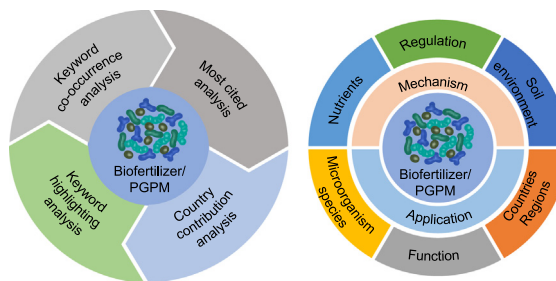 Keyword
co-occurrence
analysis
Most cited
analysis
Biofertilizer/
PGPM
Keyword
highlighting
analysis
Country
contribution
analysis
Regulation
Nutrients
Mechanism
Soil
environment
Biofertilizer/
PGPM
Microorganism
species
Application
Countries
Regions
Function